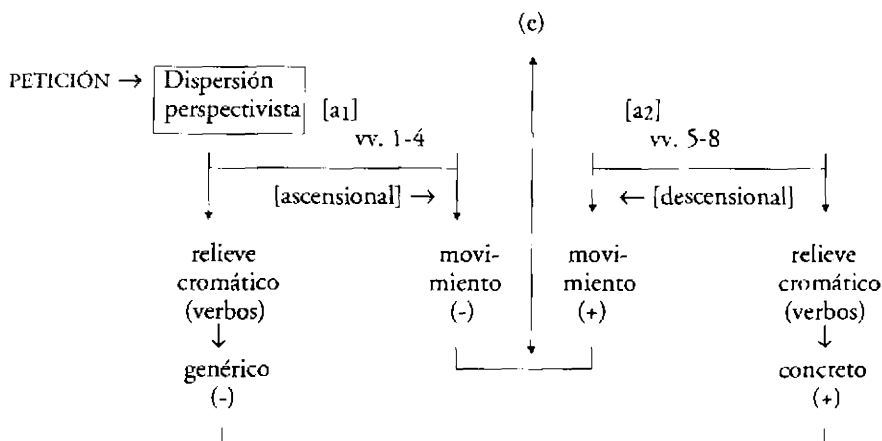 (c)
PETICIÓN → Dispersión
perspectivista [a1] [a2]
vv. 1-4 vv. 5-8
[ascensional] → ← [descensional]
relieve movi- movi- relieve
cromático miento miento cromático
(verbos) (-) (+) (verbos)
↓ ↓
genérico concreto
(-) (+)